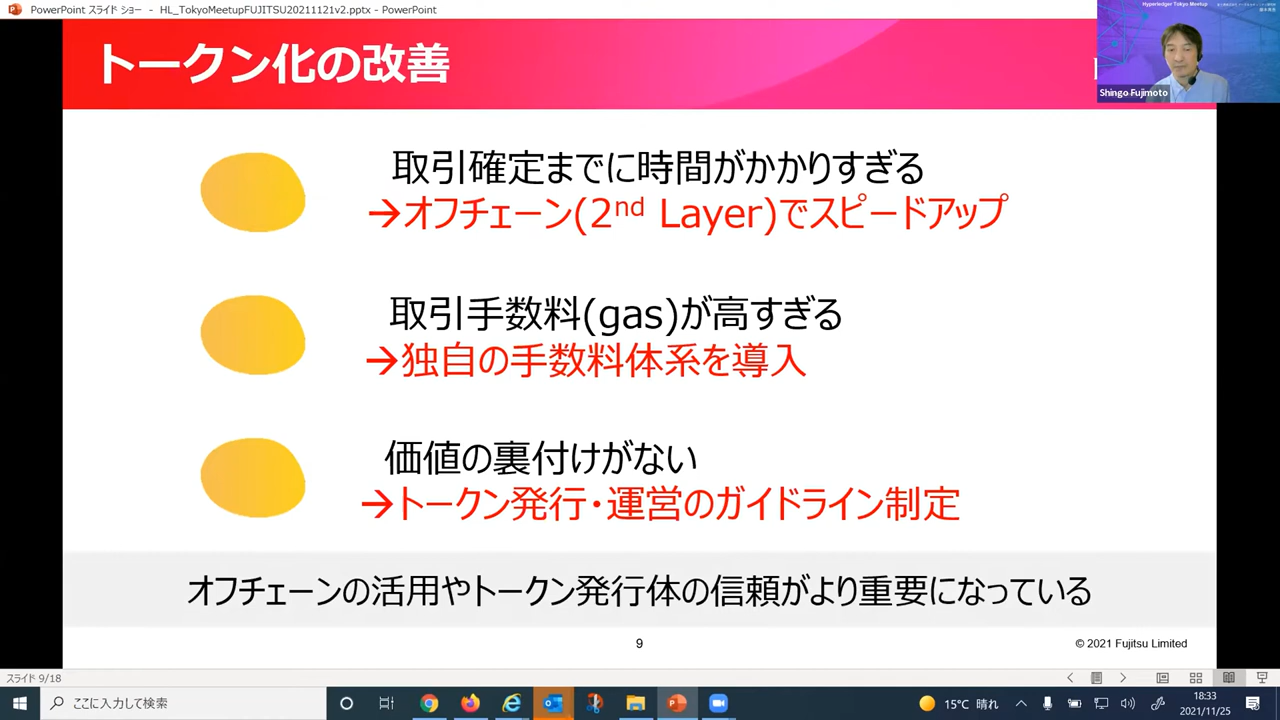 PowerPoint スライド ショー - HL_TokyoMeetupFUJITSU20211121v2.pptx - PowerPoint
Hyperledger Tokyo Meetup
Shingo Fujimoto
トークン化の改善
取引確定までに時間がかかりすぎる
→オフチェーン(2nd Layer)でスピードアップ
取引手数料(gas)が高すぎる
→独自の手数料体系を導入
価値の裏付けがない
→トークン発行・運営のガイドライン制定
オフチェーンの活用やトークン発行体の信頼がより重要になっている
9
© 2021 Fujitsu Limited
スライド 9/18
ここに入力して検索
15°C 晴れ
18:33
2021/11/25